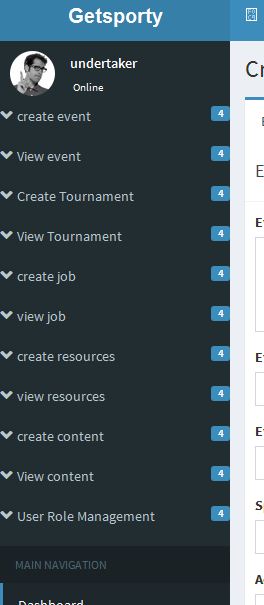 Getsporty
undertaker
Online
create event 4
View event 4
Create Tournament 4
View Tournament 4
create job 4
view job 4
create resources 4
view resources 4
create content 4
View content 4
User Role Management 4
MAIN NAVIGATION
Dashboard
Cr